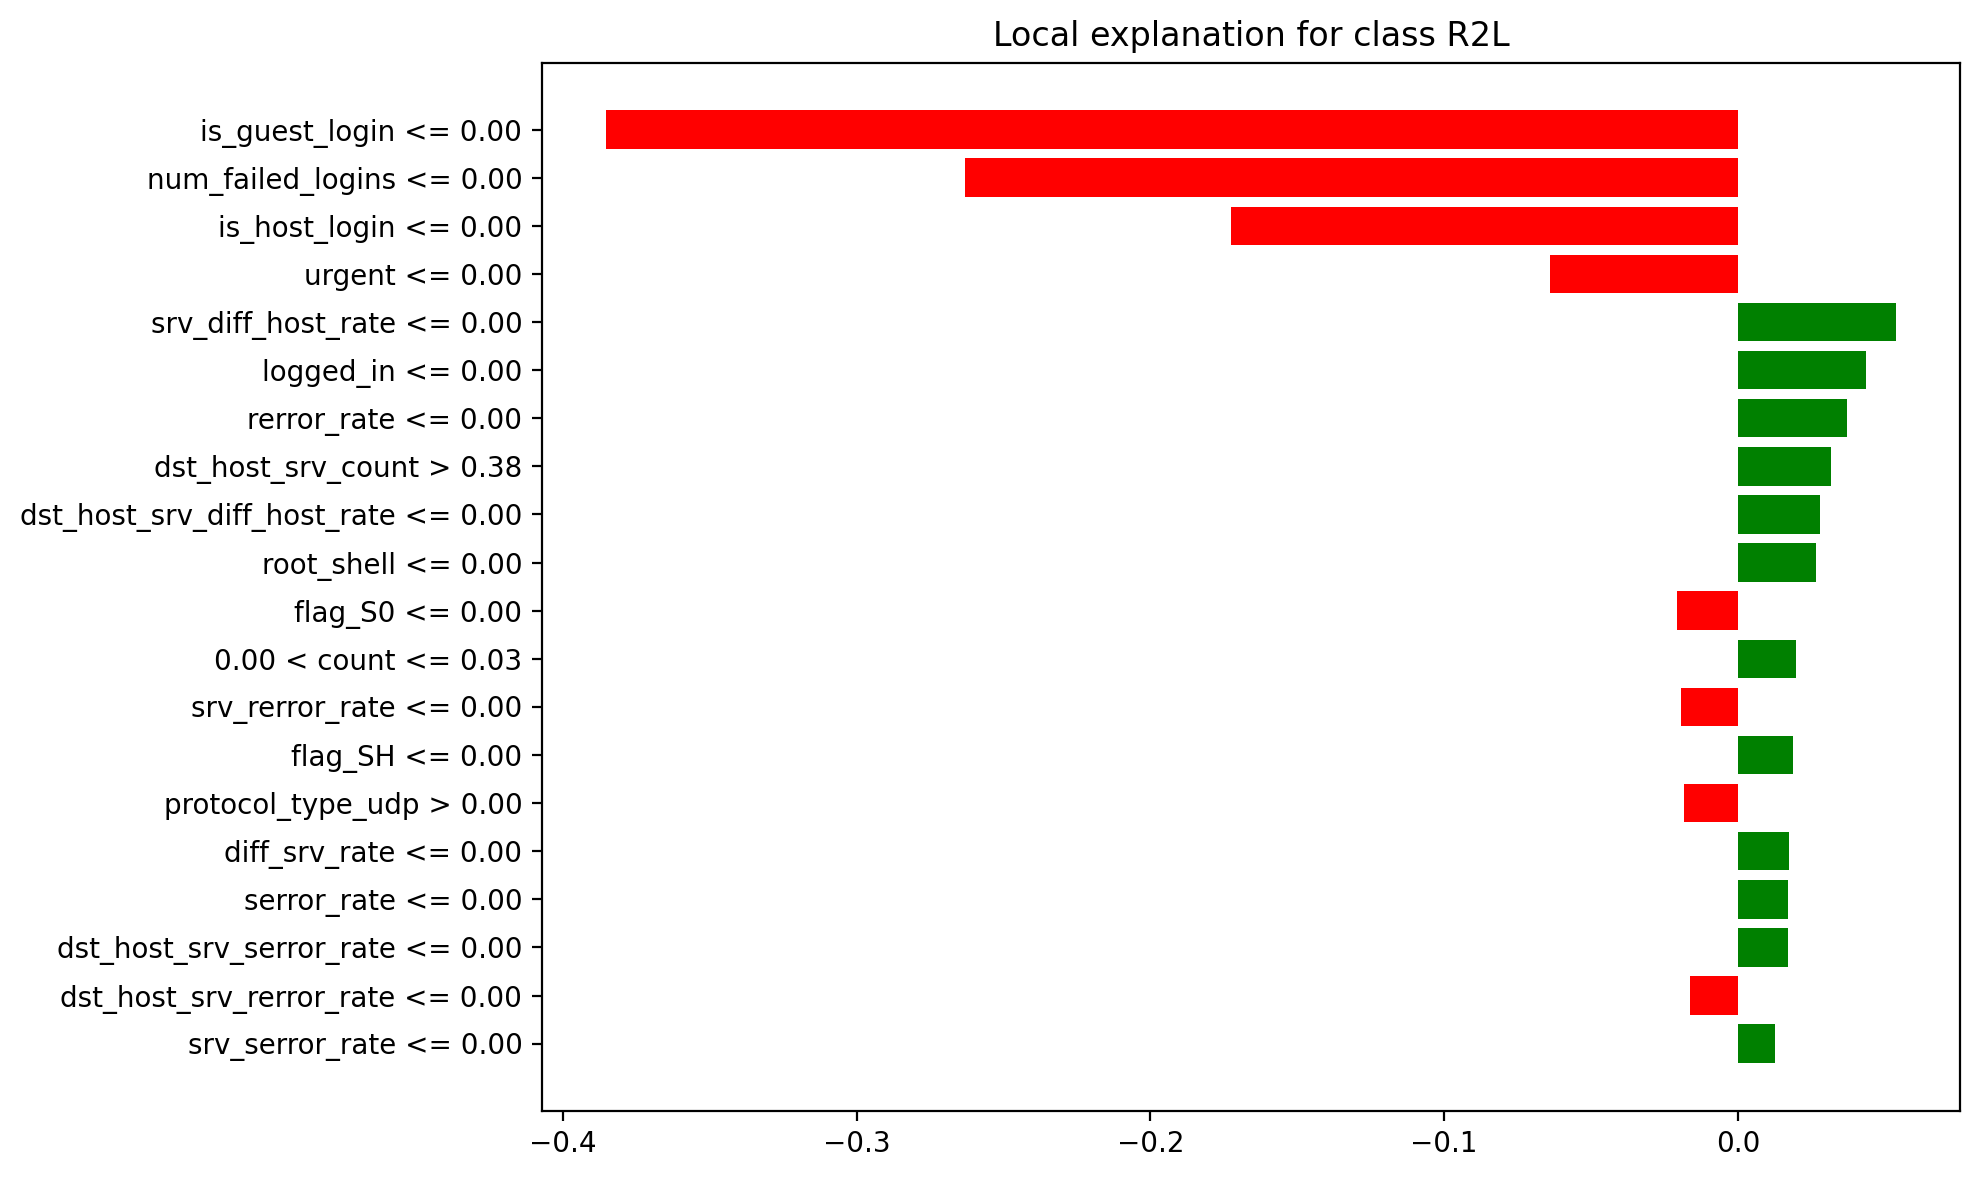 Local explanation for class R2L
is_guest_login <= 0.00
num_failed_logins <= 0.00
is_host_login <= 0.00
urgent <= 0.00
srv_diff_host_rate <= 0.00
logged_in <= 0.00
rerror_rate <= 0.00
dst_host_srv_count > 0.38
dst_host_srv_diff_host_rate <= 0.00
root_shell <= 0.00
flag_S0 <= 0.00
0.00 < count <= 0.03
srv_rerror_rate <= 0.00
flag_SH <= 0.00
protocol_type_udp > 0.00
diff_srv_rate <= 0.00
serror_rate <= 0.00
dst_host_srv_serror_rate <= 0.00
dst_host_srv_rerror_rate <= 0.00
srv_serror_rate <= 0.00
−0.4 −0.3 −0.2 −0.1 0.0